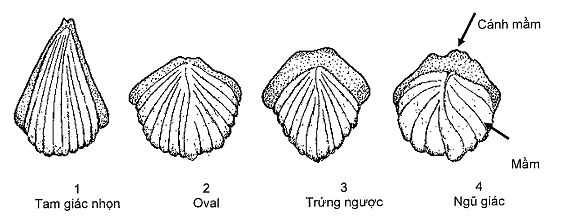 Cánh mầm
Mầm
1 2 3 4
Tam giác nhọn Oval Trứng ngược Ngũ giác